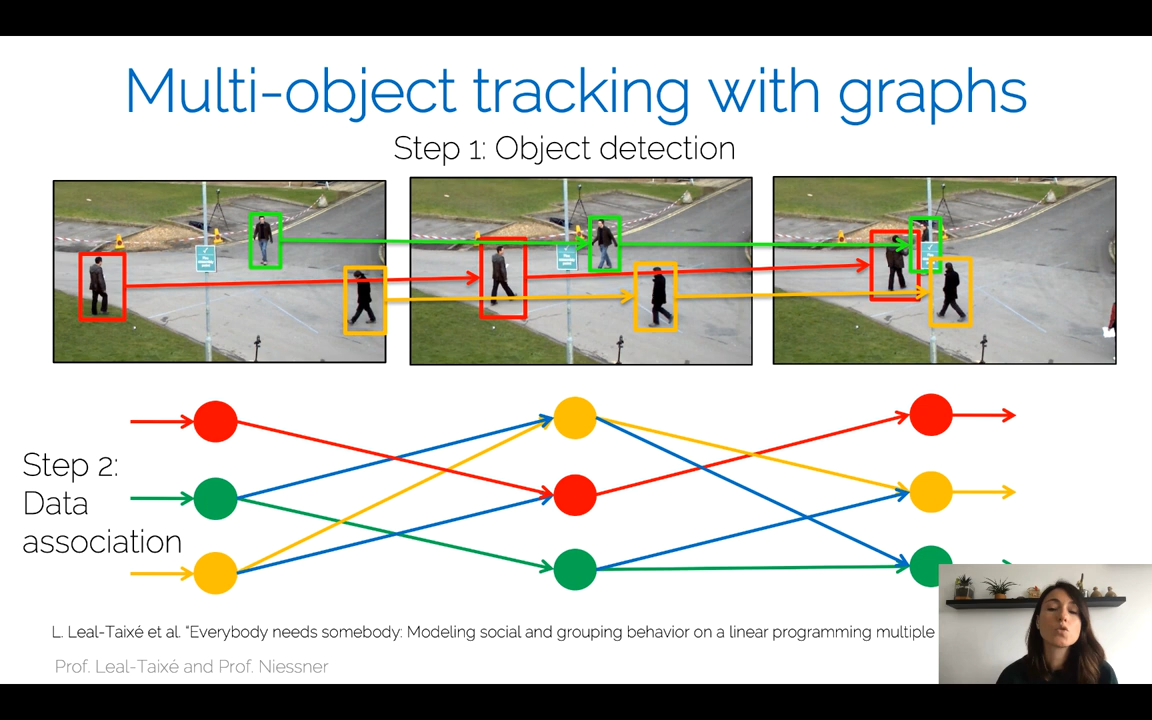 Multi-object tracking with graphs
Step 1: Object detection
Step 2:
Data
association
L. Leal-Taixé et al. “Everybody needs somebody: Modeling social and grouping behavior on a linear programming multiple
Prof. Leal-Taixé and Prof. Niessner